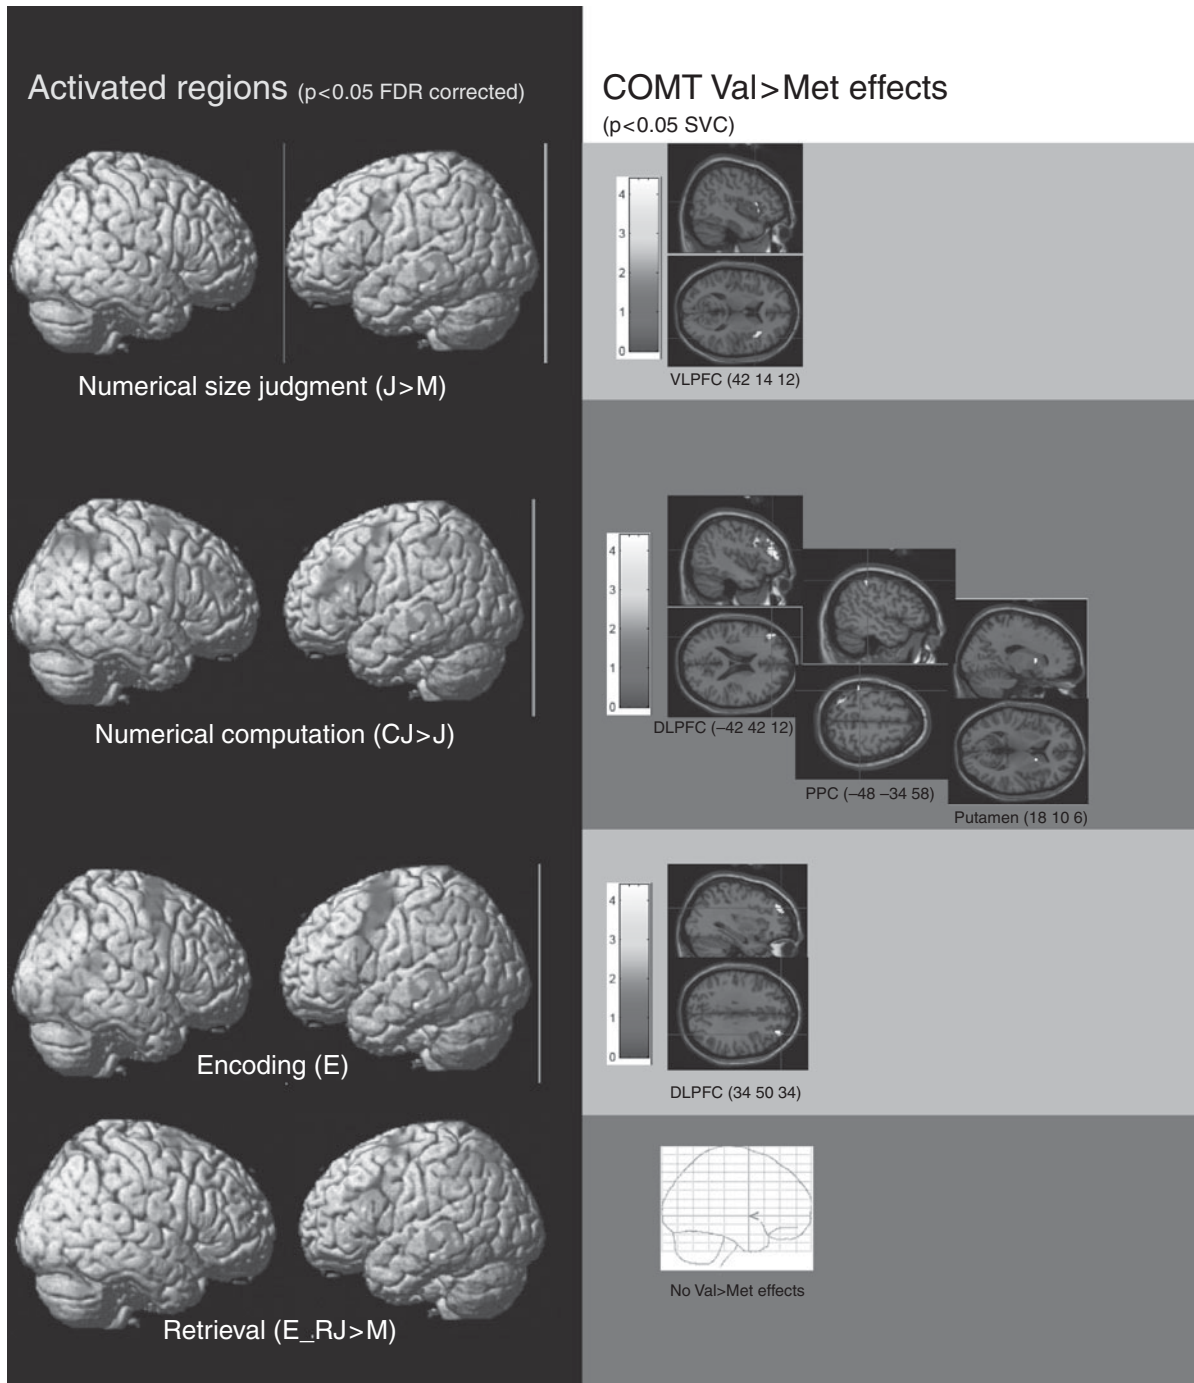 Activated regions (p<0.05 FDR corrected)
COMT Val>Met effects
(p<0.05 SVC)
4
3
2
1
0
VLPFC (42 14 12)
Numerical size judgment (J>M)
4
3
2
1
0
DLPFC (–42 42 12)
PPC (–48 –34 58)
Putamen (18 10 6)
Numerical computation (CJ>J)
4
3
2
1
0
DLPFC (34 50 34)
Encoding (E)
<
No Val>Met effects
Retrieval (E_RJ>M)